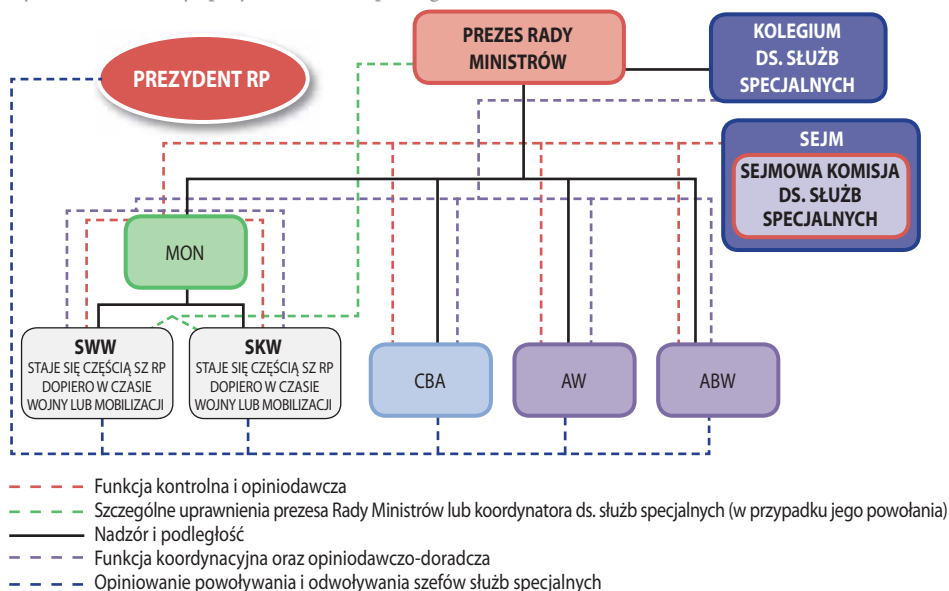 PREZES RADY
MINISTRÓW
KOLEGIUM
DS. SŁUŻB
SPECJALNYCH
PREZYDENT RP
SEJM
SEJMOWA KOMISJA
DS. SŁUŻB
SPECJALNYCH
MON
SWW
STAJE SIĘ CZĘŚCIĄ SZ RP
DOPIERO W CZASIE
WOJNY LUB MOBILIZACJI
SKW
STAJE SIĘ CZĘŚCIĄ SZ RP
DOPIERO W CZASIE
WOJNY LUB MOBILIZACJI
CBA
AW
ABW
Funkcja kontrolna i opiniodawcza
Szczególne uprawnienia prezesa Rady Ministrów lub koordynatora ds. służb specjalnych (w przypadku jego powołania)
Nadzór i podległość
Funkcja koordynacyjna oraz opiniodawczo-doradcza
Opiniowanie powoływania i odwoływania szefów służb specjalnych